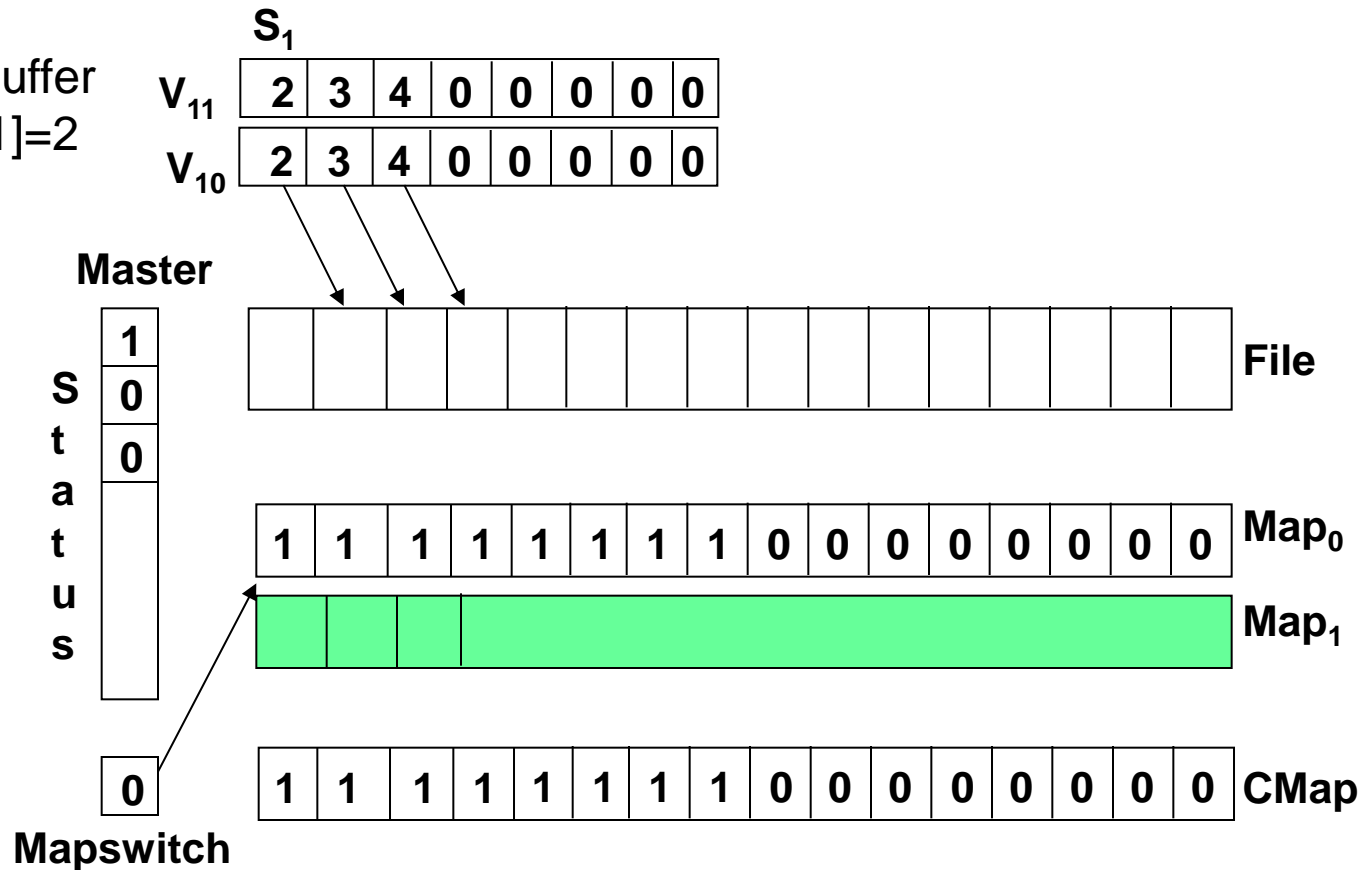 S₁
uffer
]=2
V₁₁ 2 3 4 0 0 0 0 0
V₁₀ 2 3 4 0 0 0 0 0
Master
Status
1
0
0
File
1 1 1 1 1 1 1 1 0 0 0 0 0 0 0 0 Map₀
Map₁
0
1 1 1 1 1 1 1 1 0 0 0 0 0 0 0 0 CMap
Mapswitch